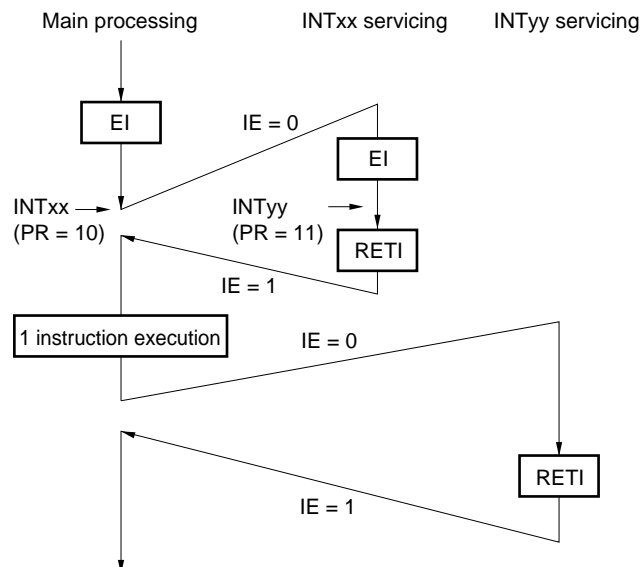 Main processing
INTxx servicing
INTyy servicing
EI
IE = 0
EI
INTxx
(PR = 10)
INTyy
(PR = 11)
RETI
IE = 1
1 instruction execution
IE = 0
RETI
IE = 1